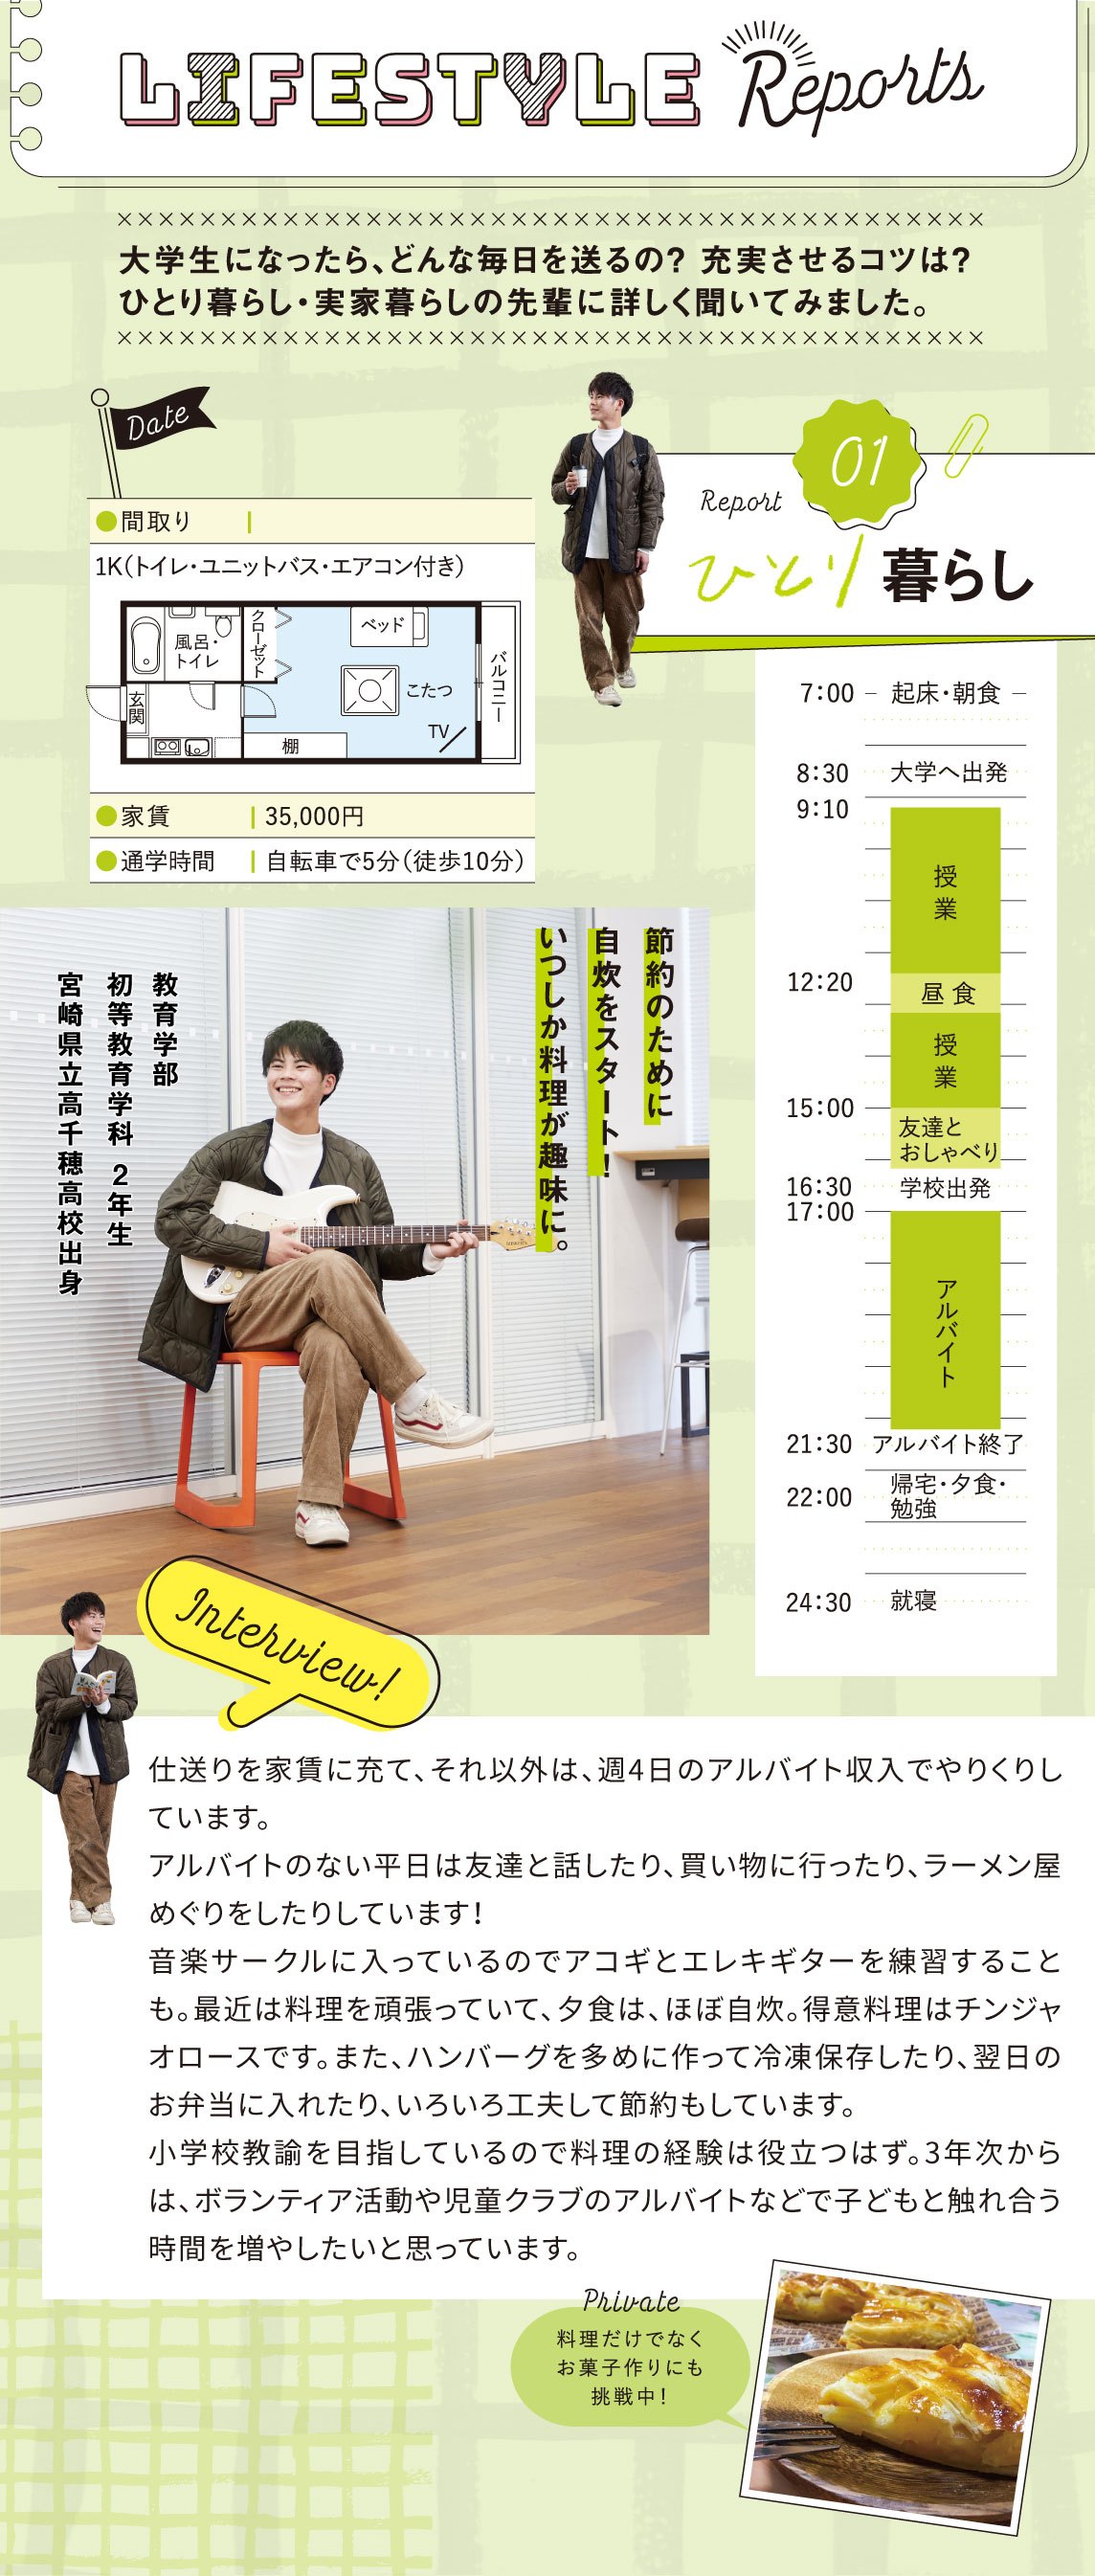 LIFESTYLE Reports
大学生になったら、どんな毎日を送るの? 充実させるコツは?
ひとり暮らし・実家暮らしの先輩に詳しく聞いてみました。
Date
●間取り
1K(トイレ・ユニットバス・エアコン付き)
風呂・
トイレ
クローゼット
ベッド
バルコニー
こたつ
玄関
棚
TV
●家賃 35,000円
●通学時間 自転車で5分(徒歩10分)
Report 01
ひとり暮らし
7:00 起床・朝食
8:30 大学へ出発
9:10
授業
12:20 昼食
授業
15:00
友達と
おしゃべり
16:30 学校出発
17:00
アルバイト
21:30 アルバイト終了
22:00 帰宅・夕食・
勉強
24:30 就寝
節約のために
自炊をスタート!
いつしか料理が趣味に。
教育学部
初等教育学科 2年生
宮崎県立高千穂高校出身
Interview!
仕送りを家賃に充て、それ以外は、週4日のアルバイト収入でやりくりし
ています。
アルバイトのない平日は友達と話したり、買い物に行ったり、ラーメン屋
めぐりをしたりしています!
音楽サークルに入っているのでアコギとエレキギターを練習すること
も。最近は料理を頑張っていて、夕食は、ほぼ自炊。得意料理はチンジャ
オロースです。また、ハンバーグを多めに作って冷凍保存したり、翌日の
お弁当に入れたり、いろいろ工夫して節約もしています。
小学校教諭を目指しているので料理の経験は役立つはず。3年次から
は、ボランティア活動や児童クラブのアルバイトなどで子どもと触れ合う
時間を増やしたいと思っています。
Private
料理だけでなく
お菓子作りにも
挑戦中!